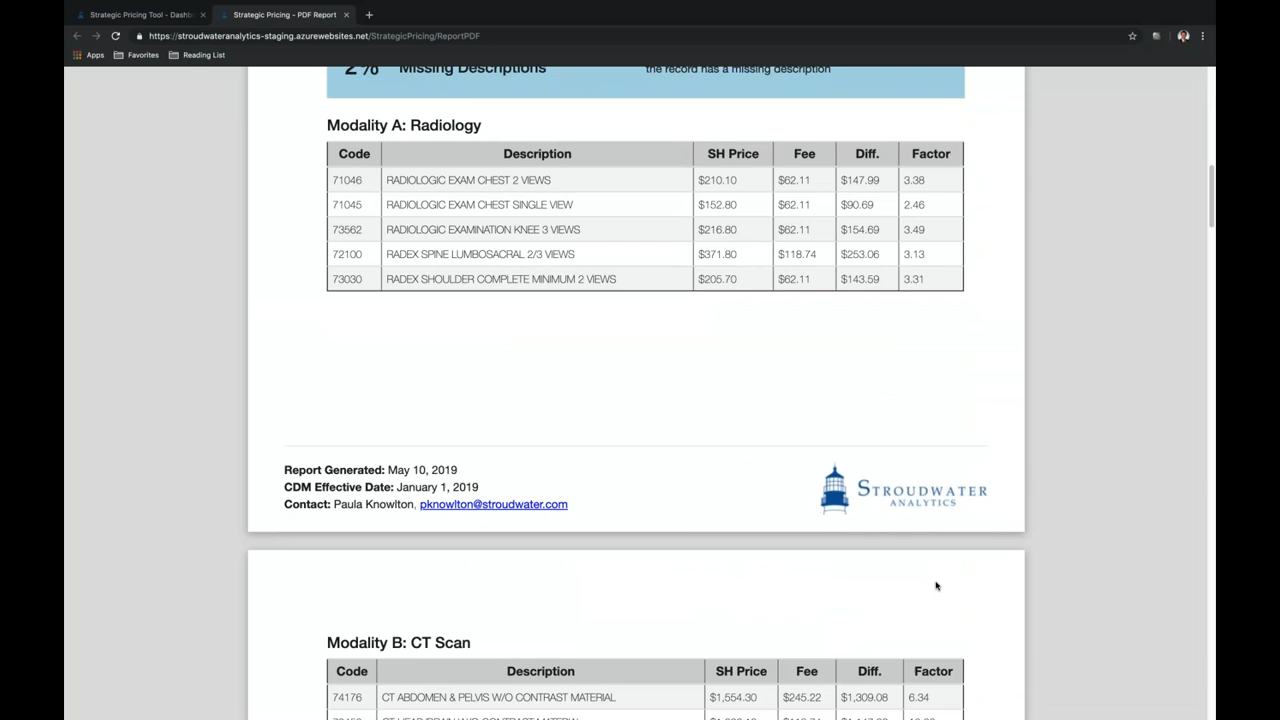 Strategic Pricing Tool - Dashb
Strategic Pricing - PDF Report
https://stroudwateranalytics-staging.azurewebsites.net/StrategicPricing/ReportPDF
Apps Favorites Reading List
2% Missing Descriptions the record has a missing description
Modality A: Radiology
Code Description SH Price Fee Diff. Factor
71046 RADIOLOGIC EXAM CHEST 2 VIEWS $210.10 $62.11 $147.99 3.38
71045 RADIOLOGIC EXAM CHEST SINGLE VIEW $152.80 $62.11 $90.69 2.46
73562 RADIOLOGIC EXAMINATION KNEE 3 VIEWS $216.80 $62.11 $154.69 3.49
72100 RADEX SPINE LUMBOSACRAL 2/3 VIEWS $371.80 $118.74 $253.06 3.13
73030 RADEX SHOULDER COMPLETE MINIMUM 2 VIEWS $205.70 $62.11 $143.59 3.31
Report Generated: May 10, 2019
CDM Effective Date: January 1, 2019
Contact: Paula Knowlton, pknowlton@stroudwater.com
STROUDWATER
ANALYTICS
Modality B: CT Scan
Code Description SH Price Fee Diff. Factor
74176 CT ABDOMEN & PELVIS W/O CONTRAST MATERIAL $1,554.30 $245.22 $1,309.08 6.34